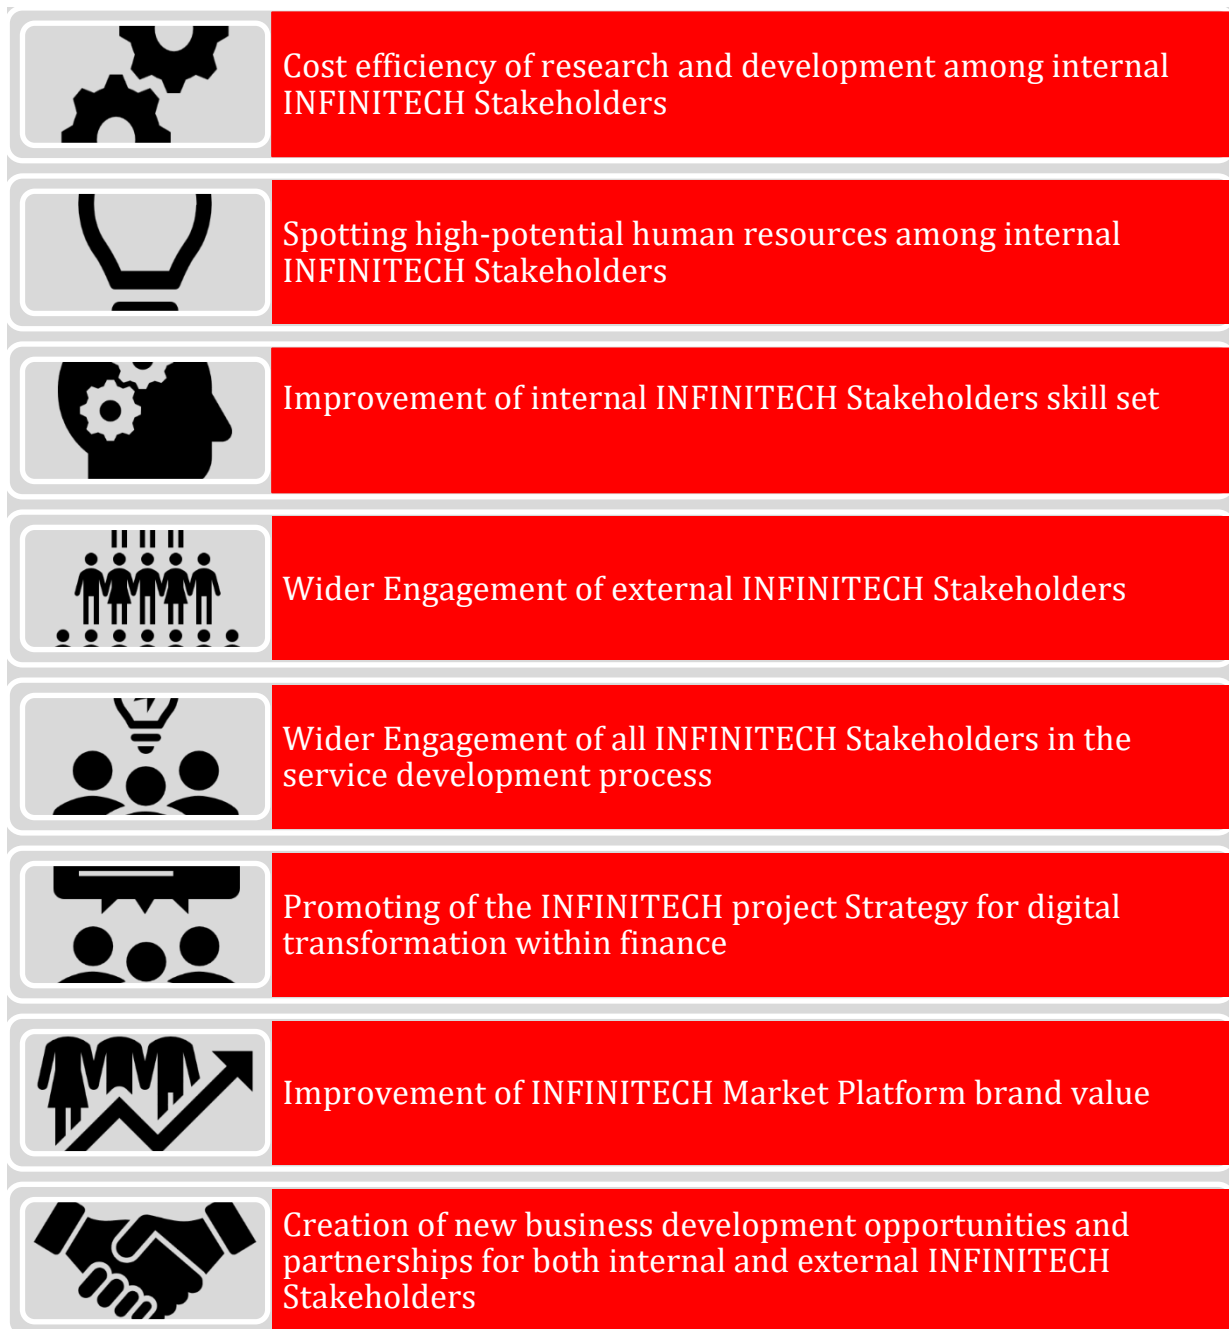 Cost efficiency of research and development among internal
INFINITECH Stakeholders
Spotting high-potential human resources among internal
INFINITECH Stakeholders
Improvement of internal INFINITECH Stakeholders skill set
Wider Engagement of external INFINITECH Stakeholders
Wider Engagement of all INFINITECH Stakeholders in the
service development process
Promoting of the INFINITECH project Strategy for digital
transformation within finance
Improvement of INFINITECH Market Platform brand value
Creation of new business development opportunities and
partnerships for both internal and external INFINITECH
Stakeholders